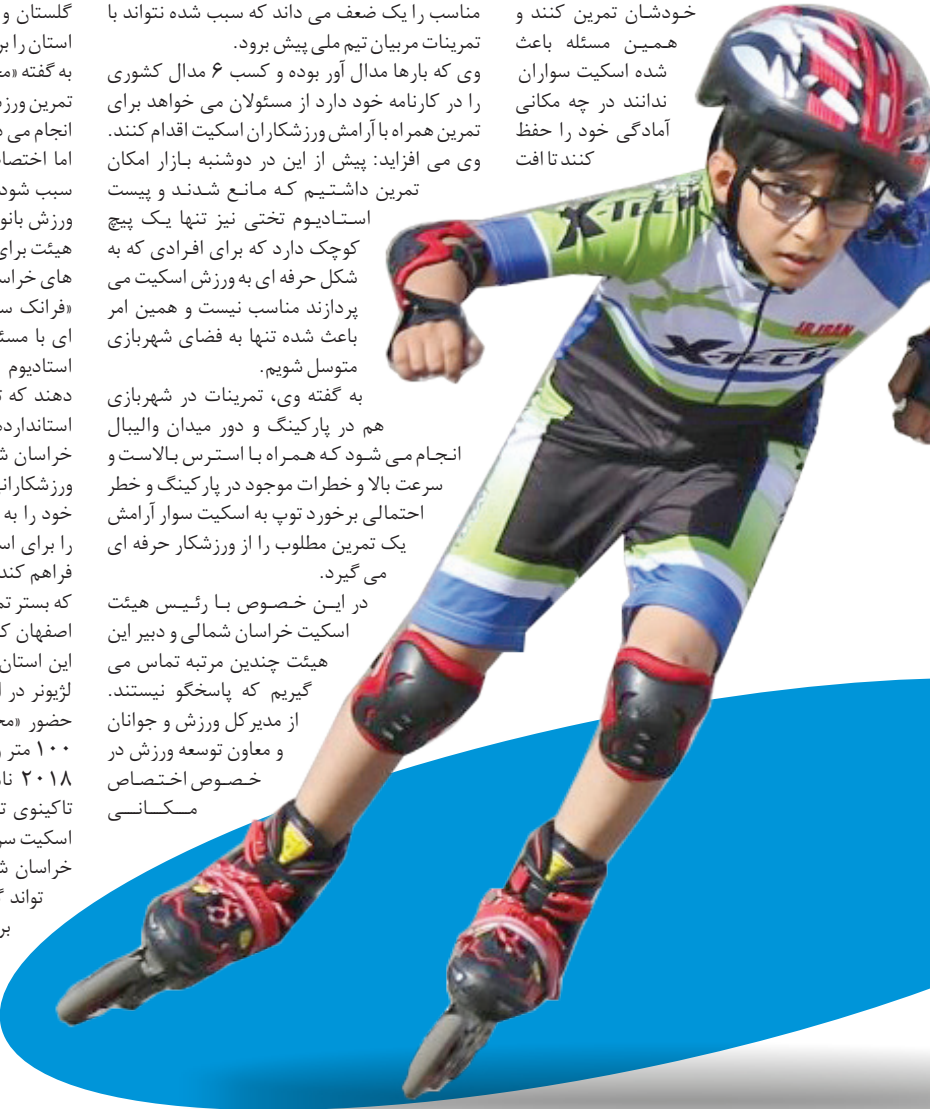 خودشان تمرین کنند و
همین مسئله باعث
شده اسکیت سواران
ندانند در چه مکانی
آمادگی خود را حفظ
کنند تا افت
مناسب را یک ضعف می داند که سبب شده نتواند با
تمرینات مربیان تیم ملی پیش برود.
وی که بارها مدال آور بوده و کسب ۶ مدال کشوری
را در کارنامه خود دارد از مسئولان می خواهد برای
تمرین همراه با آرامش ورزشکاران اسکیت اقدام کنند.
وی می افزاید: پیش از این در دوشنبه بازار امکان
تمرین داشتیم که مانع شدند و پیست
استادیوم تختی نیز تنها یک پیچ
کوچک دارد که برای افرادی که به
شکل حرفه ای به ورزش اسکیت می
پردازند مناسب نیست و همین امر
باعث شده تنها به فضای شهربازی
متوسل شویم.
به گفته وی، تمرینات در شهربازی
هم در پارکینگ و دور میدان والیبال
انجام می شود که همراه با استرس بالاست و
سرعت بالا و خطرات موجود در پارکینگ و خطر
احتمالی برخورد توپ به اسکیت سوار آرامش
یک تمرین مطلوب را از ورزشکار حرفه ای
می گیرد.
در این خصوص با رئیس هیئت
اسکیت خراسان شمالی و دبیر این
هیئت چندین مرتبه تماس می
گیریم که پاسخگو نیستند.
از مدیرکل ورزش و جوانان
و معاون توسعه ورزش در
خصوص اختصاص
مکانی
گلستان و
استان را بر
به گفته
تمرین ورز
انجام می
اما اختصا
سبب شود
ورزش بانو
هیئت برای
های خراس
«فرانک س
ای با مسئ
استادیوم
دهند که
استاندارد
خراسان ش
ورزشکاران
خود را به
را برای اس
فراهم کند
که بستر تم
اصفهان ک
این استان
لژیونر در ا
حضور «مح
۱۰۰ متر
۲۰۱۸ نا
تاکینوی ت
اسکیت سر
خراسان ش
تواند
بر
X-TECH
X-TECH
IR.IRAN